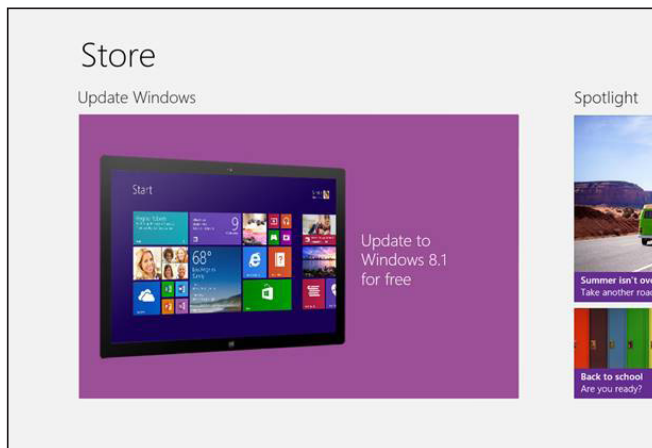 Store
Update Windows
Spotlight
Start
9
68°
Update to
Windows 8.1
for free
Summer isn't ov
Take another roa
Back to school
Are you ready?